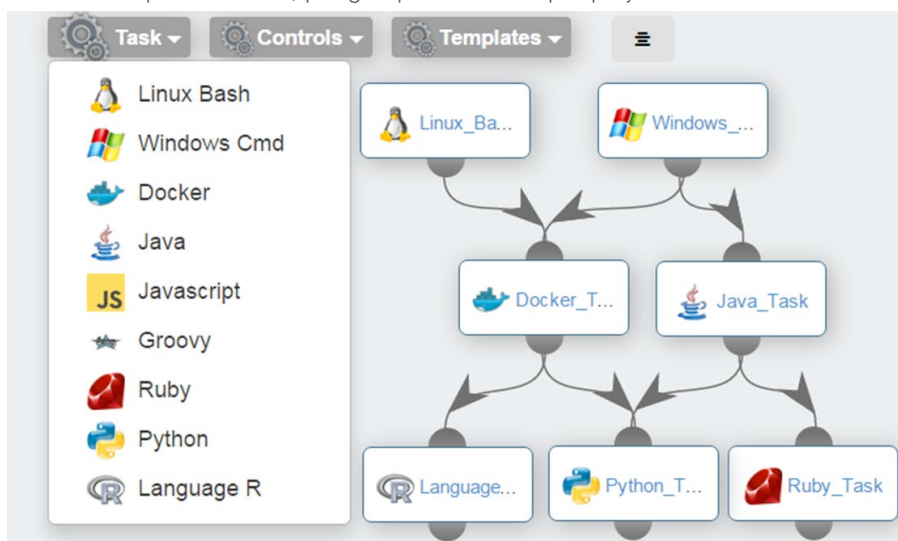 Task
Controls
Templates
Linux Bash
Windows Cmd
Docker
Java
JS
Javascript
Groovy
Ruby
Python
Language R
Linux_Ba...
Windows_...
Docker_T...
Java_Task
Language...
Python_T...
Ruby_Task